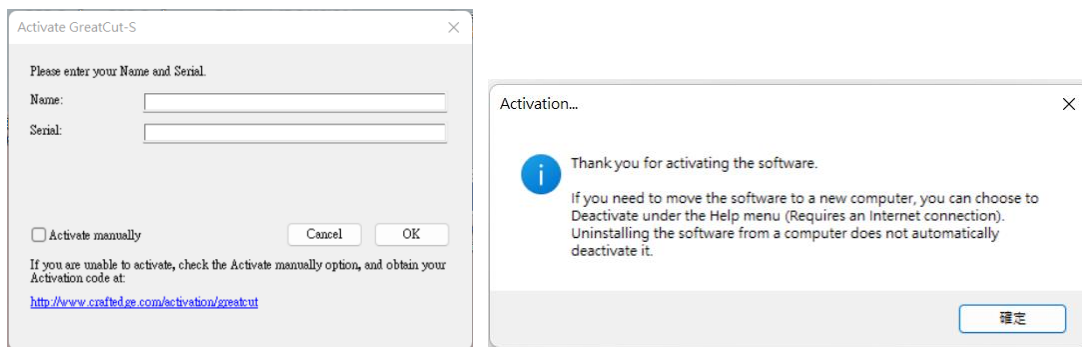 Activate GreatCut-S
Please enter your Name and Serial.
Name:
Serial:
Activate manually
Cancel
OK
If you are unable to activate, check the Activate manually option, and obtain your
Activation code at:
http://www.craftedge.com/activation/greatcut
Activation...
Thank you for activating the software.
If you need to move the software to a new computer, you can choose to
Deactivate under the Help menu (Requires an Internet connection).
Uninstalling the software from a computer does not automatically
deactivate it.
確定